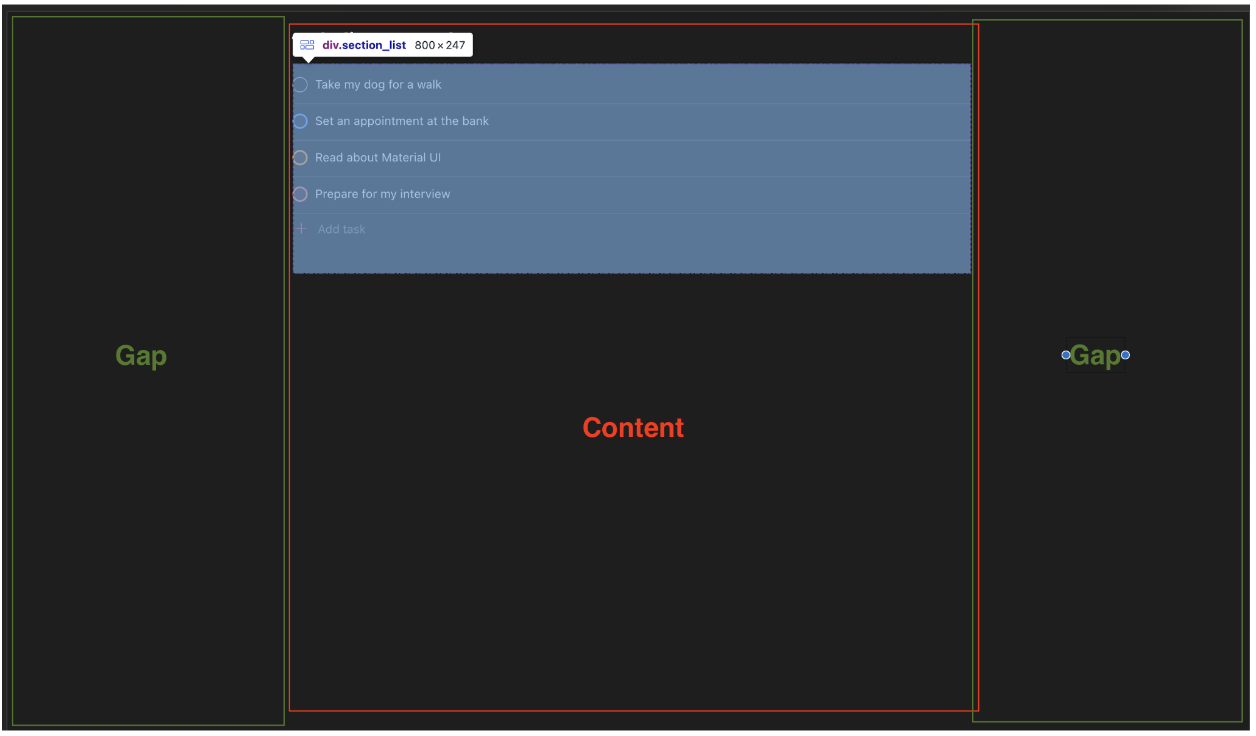 div.section_list 800 × 247
Take my dog for a walk
Set an appointment at the bank
Read about Material UI
Prepare for my interview
+ Add task
Gap
Gap
Content